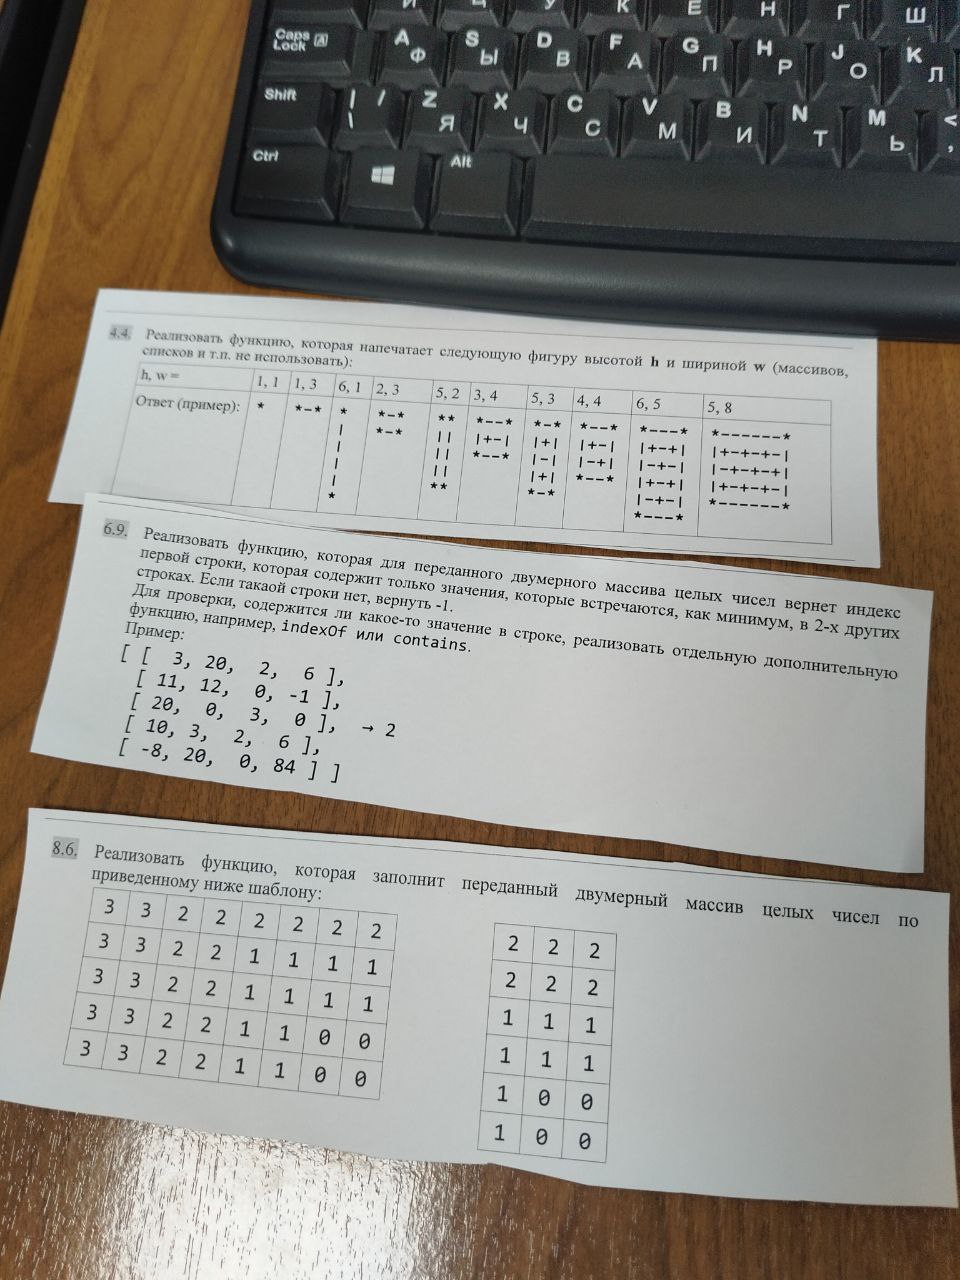 Й Ц У К Е Н Г Ш
Caps Lock A A Ф S Ы D В F А G П H Р J О K Л
Shift | / \ Z Я X Ч C С V М B И N Т M Ь < ,
Ctrl Alt
4.4. Реализовать функцию, которая напечатает следующую фигуру высотой h и шириной w (массивов,
списков и т.п. не использовать):
h, w = 1, 1 1, 3 6, 1 2, 3 5, 2 3, 4 5, 3 4, 4 6, 5 5, 8
Ответ (пример): * *-* * *-* ** *--* *-* *--* *---* *------*
| *-* || |+-| |+| |+-| |+-+| |+-+-+-|
| || *--* |-| |-+| |-+-| |-+-+-+|
| || |+| *--* |+-+| |+-+-+-|
| ** *-* |-+-| *------*
* *---*
6.9. Реализовать функцию, которая для переданного двумерного массива целых чисел вернет индекс
первой строки, которая содержит только значения, которые встречаются, как минимум, в 2-х других
строках. Если такаой строки нет, вернуть -1.
Для проверки, содержится ли какое-то значение в строке, реализовать отдельную дополнительную
функцию, например, indexOf или contains.
Пример:
[ [ 3, 20, 2, 6 ],
[ 11, 12, 0, -1 ],
[ 20, 0, 3, 0 ], → 2
[ 10, 3, 2, 6 ],
[ -8, 20, 0, 84 ] ]
8.6. Реализовать функцию, которая заполнит переданный двумерный массив целых чисел по
приведенному ниже шаблону:
3 3 2 2 2 2 2 2
3 3 2 2 1 1 1 1
3 3 2 2 1 1 1 1
3 3 2 2 1 1 0 0
3 3 2 2 1 1 0 0
2 2 2
2 2 2
1 1 1
1 1 1
1 0 0
1 0 0